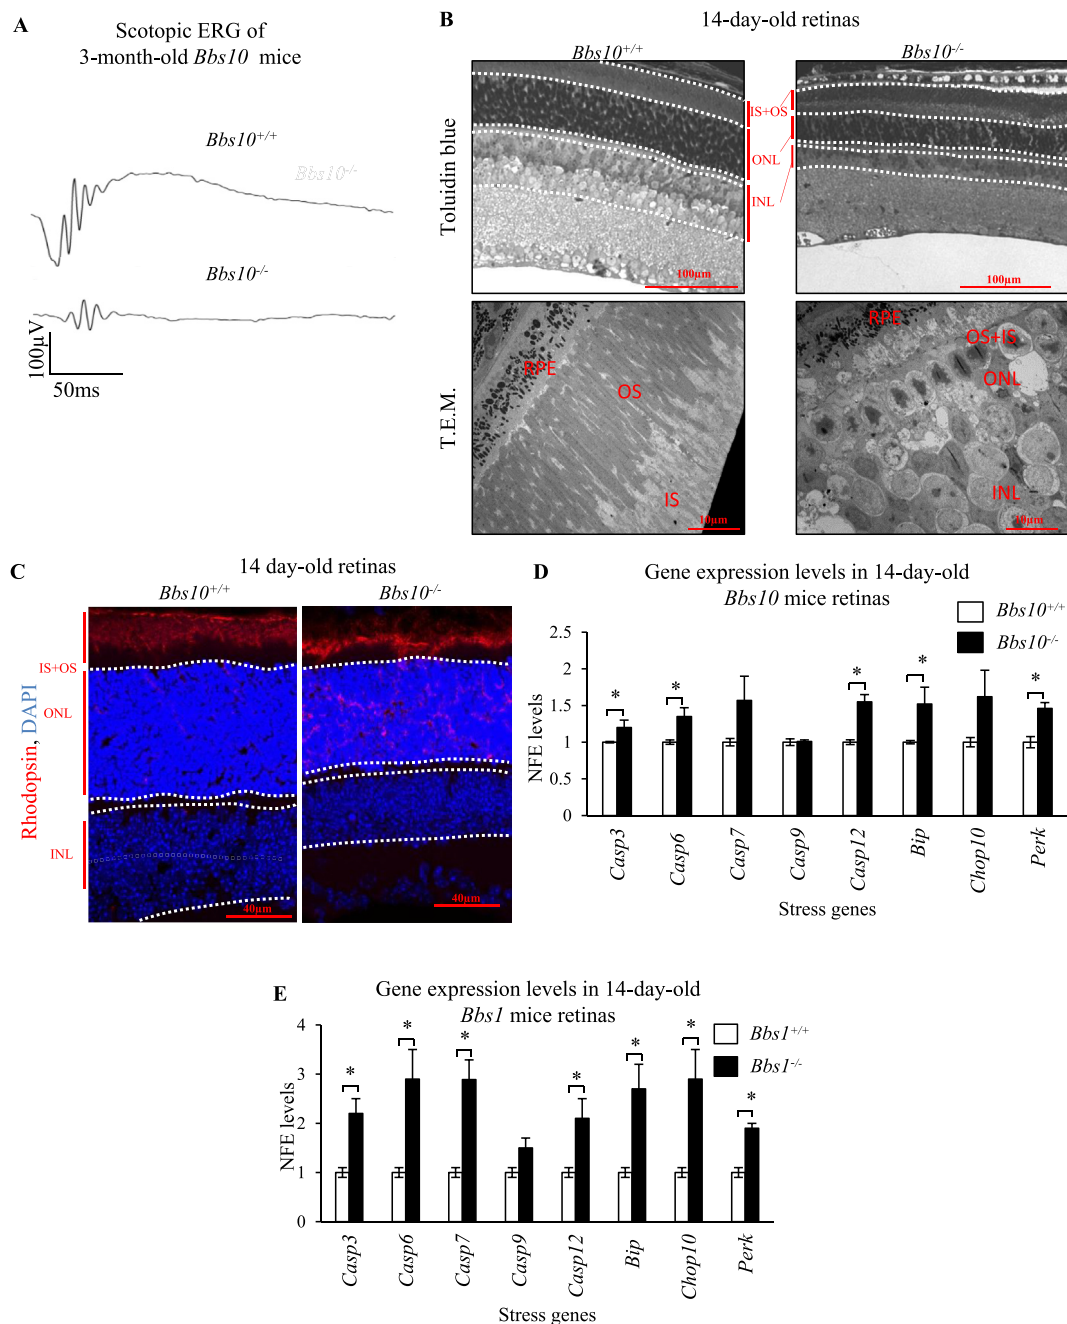 A
Scotopic ERG of
3-month-old Bbs10 mice
Bbs10+/+
Bbs10-/-
Bbs10-/-
100µV
50ms
B
14-day-old retinas
Bbs10+/+
Bbs10-/-
Toluidin blue
IS+OS
ONL
INL
100µm
100µm
T.E.M.
RPE
OS
IS
10µm
RPE
OS+IS
ONL
INL
10µm
C
14 day-old retinas
Bbs10+/+
Bbs10-/-
Rhodopsin, DAPI
IS+OS
ONL
INL
40µm
40µm
D
Gene expression levels in 14-day-old
Bbs10 mice retinas
Bbs10+/+
Bbs10-/-
NFE levels
2.5
2
1.5
1
0.5
0
* * * * *
Casp3 Casp6 Casp7 Casp9 Casp12 Bip Chop10 Perk
Stress genes
E
Gene expression levels in 14-day-old
Bbs1 mice retinas
Bbs1+/+
Bbs1-/-
NFE levels
4
3
2
1
0
* * * * * * *
Casp3 Casp6 Casp7 Casp9 Casp12 Bip Chop10 Perk
Stress genes